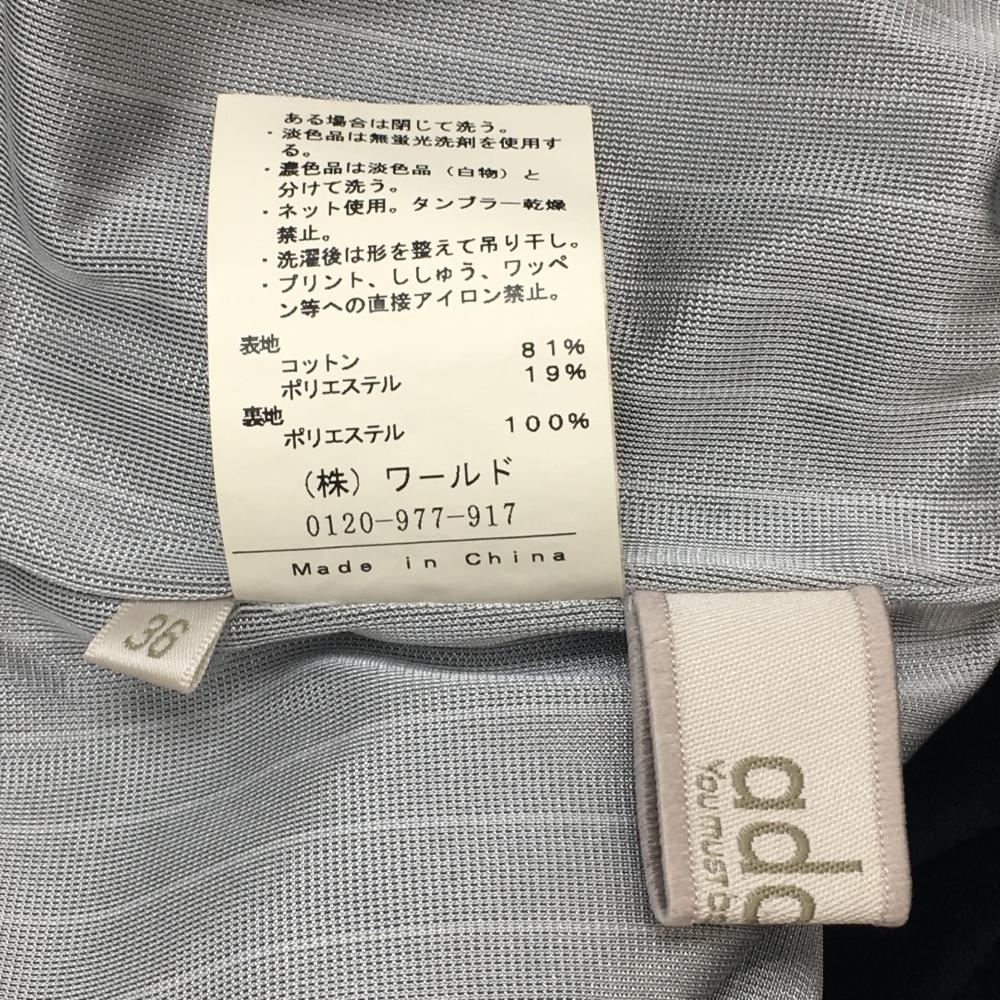 ある場合は閉じて洗う。
・淡色品は無蛍光洗剤を使用す
る。
・濃色品は淡色品（白物）と
分けて洗う。
・ネット使用。タンブラー乾燥
禁止。
・洗濯後は形を整えて吊り干し。
・プリント、ししゅう、ワッペ
ン等への直接アイロン禁止。
表地
コットン 81%
ポリエステル 19%
裏地
ポリエステル 100%
（株）ワールド
0120-977-917
Made in China
36
ad
YOU MUST